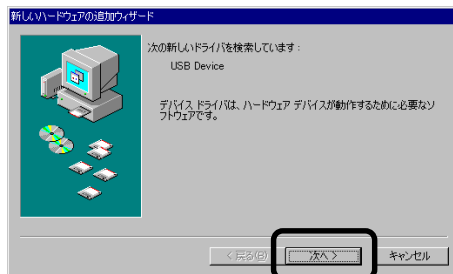 新しいハードウェアの追加ウィザード
次の新しいドライバを検索しています：
USB Device
デバイス ドライバは、ハードウェア デバイスが動作するために必要なソ
フトウェアです。
< 戻る(B)
次へ >
キャンセル